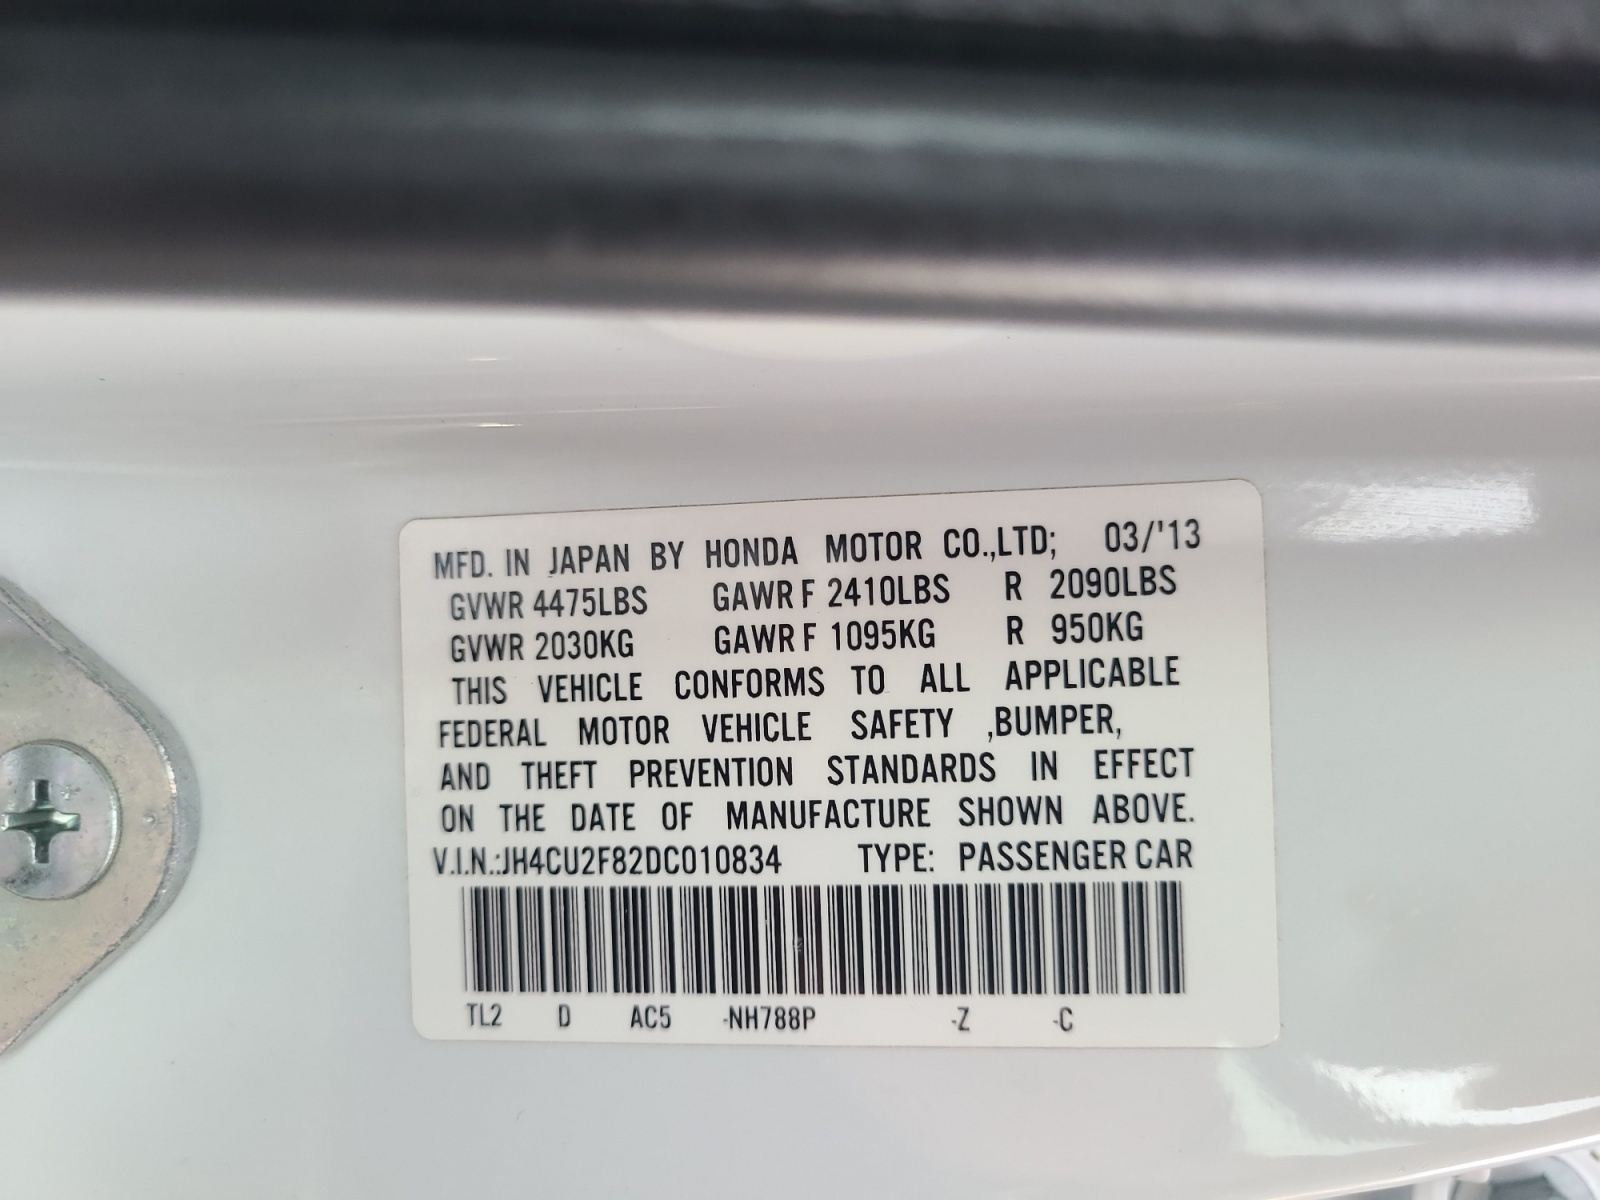 MFD. IN JAPAN BY HONDA MOTOR CO.,LTD; 03/'13
GVWR 4475LBS GAWR F 2410LBS R 2090LBS
GVWR 2030KG GAWR F 1095KG R 950KG
THIS VEHICLE CONFORMS TO ALL APPLICABLE
FEDERAL MOTOR VEHICLE SAFETY ,BUMPER,
AND THEFT PREVENTION STANDARDS IN EFFECT
ON THE DATE OF MANUFACTURE SHOWN ABOVE.
V.I.N.:JH4CU2F82DC010834 TYPE: PASSENGER CAR
TL2 D AC5 -NH788P -Z -C